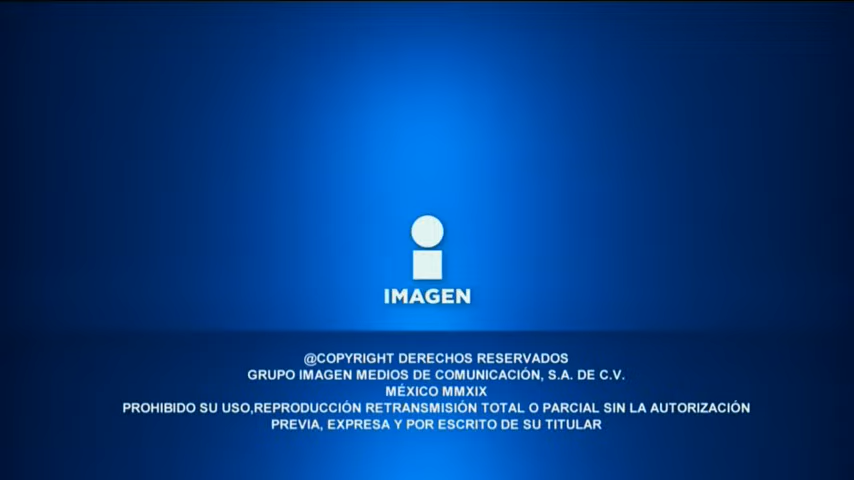 IMAGEN
@COPYRIGHT DERECHOS RESERVADOS
GRUPO IMAGEN MEDIOS DE COMUNICACIÓN, S.A. DE C.V.
MÉXICO MMXIX
PROHIBIDO SU USO,REPRODUCCIÓN RETRANSMISIÓN TOTAL O PARCIAL SIN LA AUTORIZACIÓN
PREVIA, EXPRESA Y POR ESCRITO DE SU TITULAR